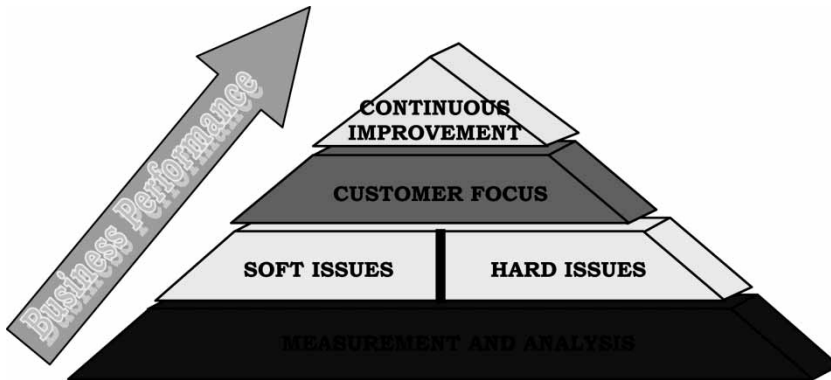 Business Performance
CONTINUOUS
IMPROVEMENT
CUSTOMER FOCUS
SOFT ISSUES
HARD ISSUES
MEASUREMENT AND ANALYSIS